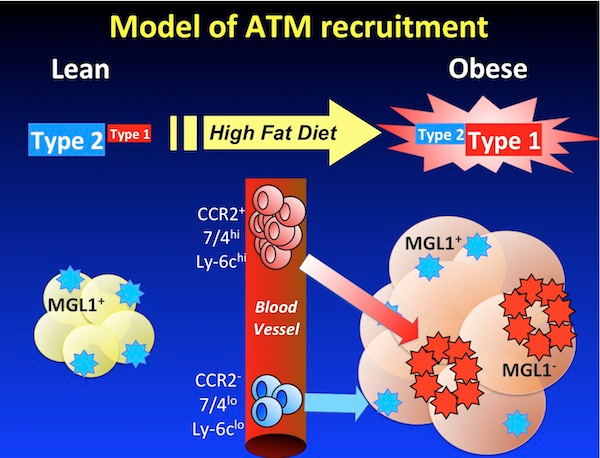 Model of ATM recruitment
Lean
Obese
Type 2 Type 1
High Fat Diet
Type 2 Type 1
CCR2⁺
7/4ʰⁱ
Ly-6cʰⁱ
MGL1⁺
MGL1⁺
Blood
Vessel
MGL1⁻
CCR2⁻
7/4ˡᵒ
Ly-6cˡᵒ